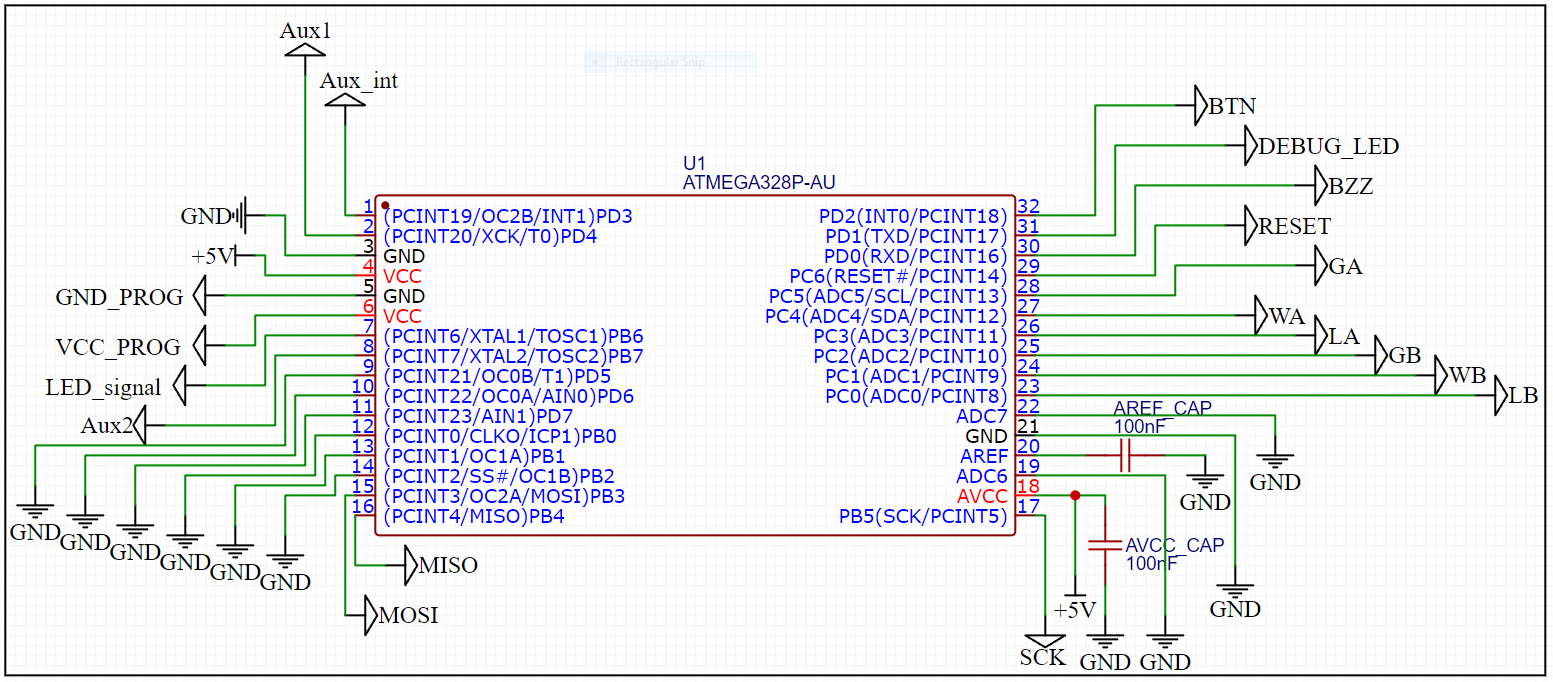 Aux1
Aux_int
Rectangular Snip
BTN
DEBUG_LED
U1
ATMEGA328P-AU
BZZ
GND
1 (PCINT19/OC2B/INT1)PD3 PD2(INT0/PCINT18) 32
RESET
2 (PCINT20/XCK/T0)PD4 PD1(TXD/PCINT17) 31
+5V
3 GND PD0(RXD/PCINT16) 30
GA
4 VCC PC6(RESET#/PCINT14) 29
GND_PROG
5 GND PC5(ADC5/SCL/PCINT13) 28
6 VCC PC4(ADC4/SDA/PCINT12) 27
WA
7 (PCINT6/XTAL1/TOSC1)PB6 PC3(ADC3/PCINT11) 26
LA
VCC_PROG
8 (PCINT7/XTAL2/TOSC2)PB7 PC2(ADC2/PCINT10) 25
GB
9 (PCINT21/OC0B/T1)PD5 PC1(ADC1/PCINT9) 24
WB
LED_signal
10 (PCINT22/OC0A/AIN0)PD6 PC0(ADC0/PCINT8) 23
LB
11 (PCINT23/AIN1)PD7 ADC7 22
AREF_CAP
100nF
Aux2
12 (PCINT0/CLKO/ICP1)PB0 GND 21
13 (PCINT1/OC1A)PB1 AREF 20
14 (PCINT2/SS#/OC1B)PB2 ADC6 19
GND
15 (PCINT3/OC2A/MOSI)PB3 AVCC 18
GND
16 (PCINT4/MISO)PB4 PB5(SCK/PCINT5) 17
GND
GND
GND
GND
GND
GND
AVCC_CAP
100nF
MISO
+5V
GND
MOSI
SCK
GND
GND